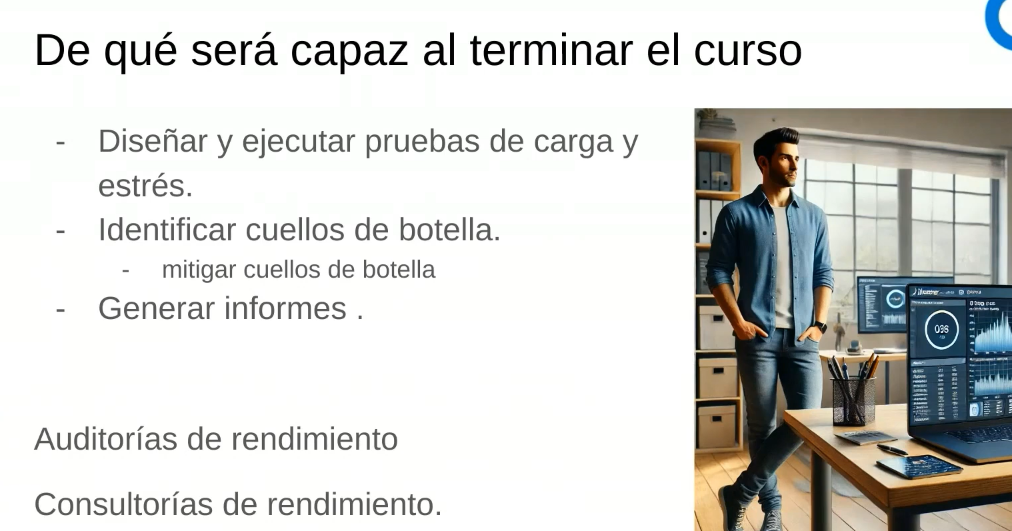 De qué será capaz al terminar el curso
- Diseñar y ejecutar pruebas de carga y
estrés.
- Identificar cuellos de botella.
- mitigar cuellos de botella
- Generar informes .
Auditorías de rendimiento
Consultorías de rendimiento.